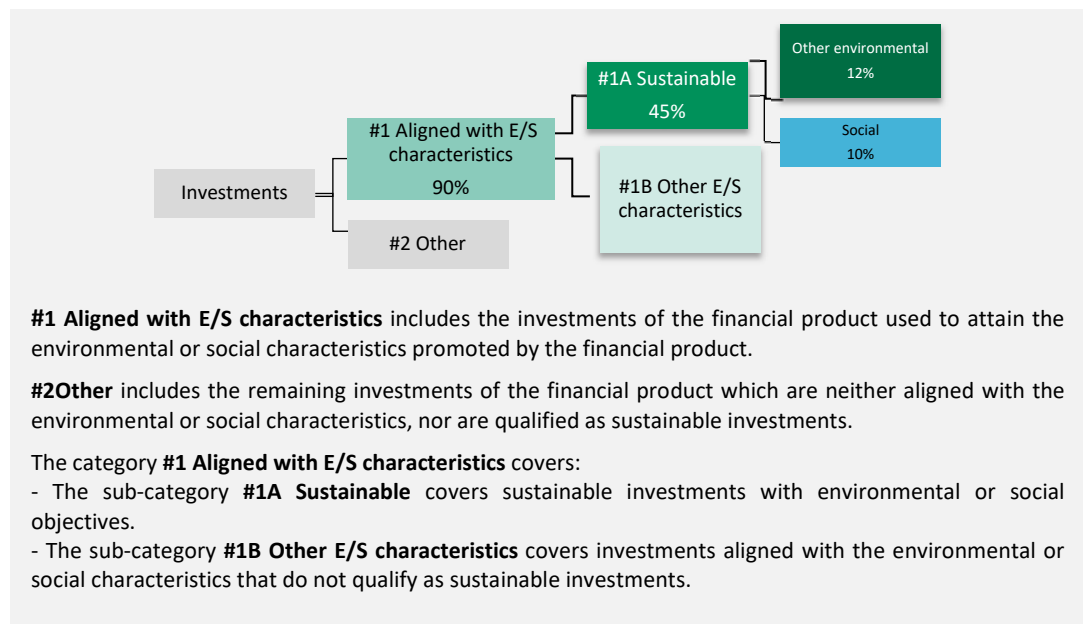 Other environmental
12%
#1A Sustainable
45%
Social
10%
#1 Aligned with E/S
characteristics
90%
#1B Other E/S
characteristics
Investments
#2 Other
#1 Aligned with E/S characteristics includes the investments of the financial product used to attain the
environmental or social characteristics promoted by the financial product.
#2Other includes the remaining investments of the financial product which are neither aligned with the
environmental or social characteristics, nor are qualified as sustainable investments.
The category #1 Aligned with E/S characteristics covers:
- The sub-category #1A Sustainable covers sustainable investments with environmental or social
objectives.
- The sub-category #1B Other E/S characteristics covers investments aligned with the environmental or
social characteristics that do not qualify as sustainable investments.